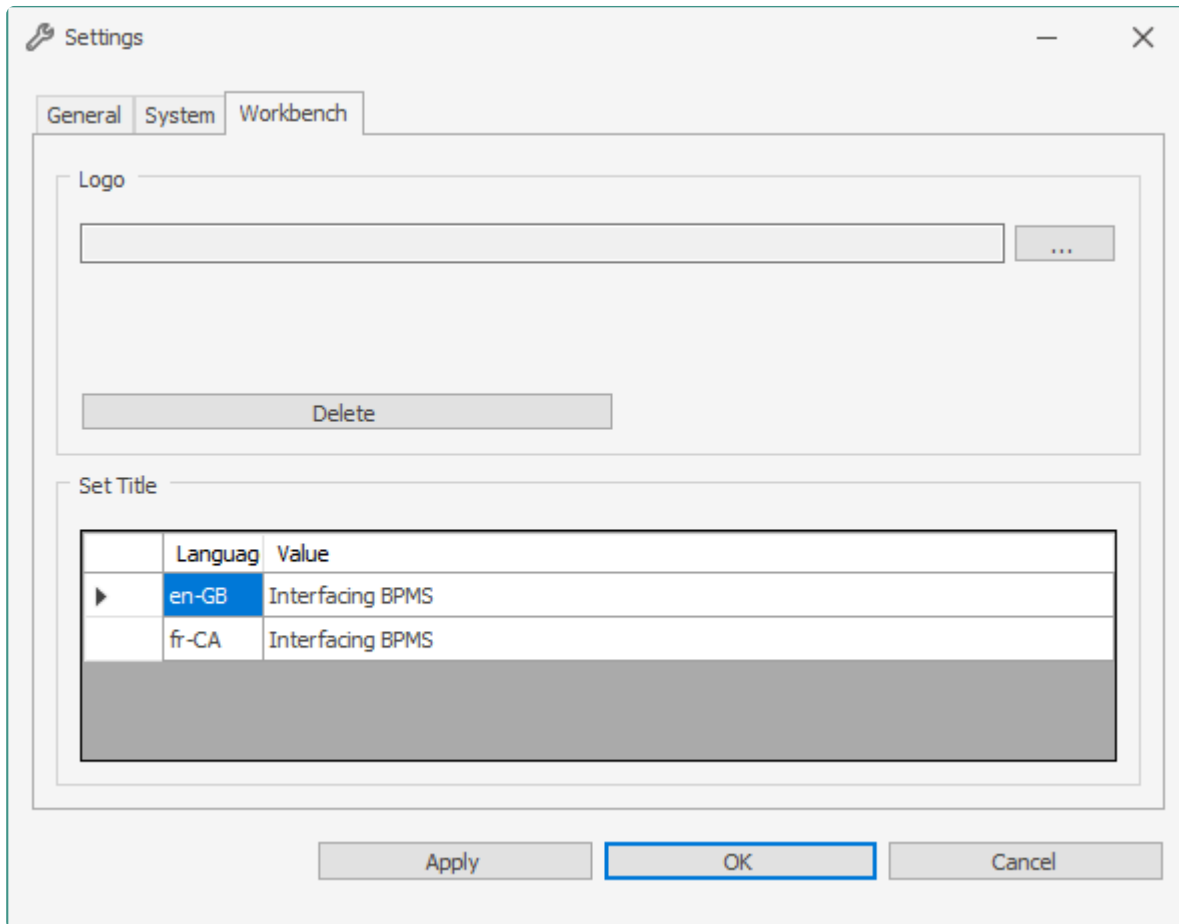 Settings
General System Workbench
Logo
...
Delete
Set Title
Languag Value
en-GB Interfacing BPMS
fr-CA Interfacing BPMS
Apply OK Cancel